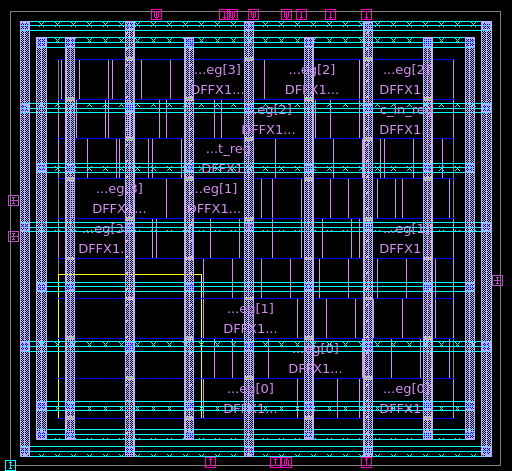 ...eg[3] ...eg[2] ...eg[2]
DFFX1... DFFX1... DFFX1
...eg[2] c_in_re
DFFX1... DFFX1
...t_reg
DFFX1
...eg[3] ...eg[1]
DFFX1... DFFX1...
...eg[3 ...eg[1
DFFX1. DFFX1
...eg[1]
DFFX1...
...eg[0]
DFFX1...
...eg[0] ...eg[0
DFFX1... DFFX1